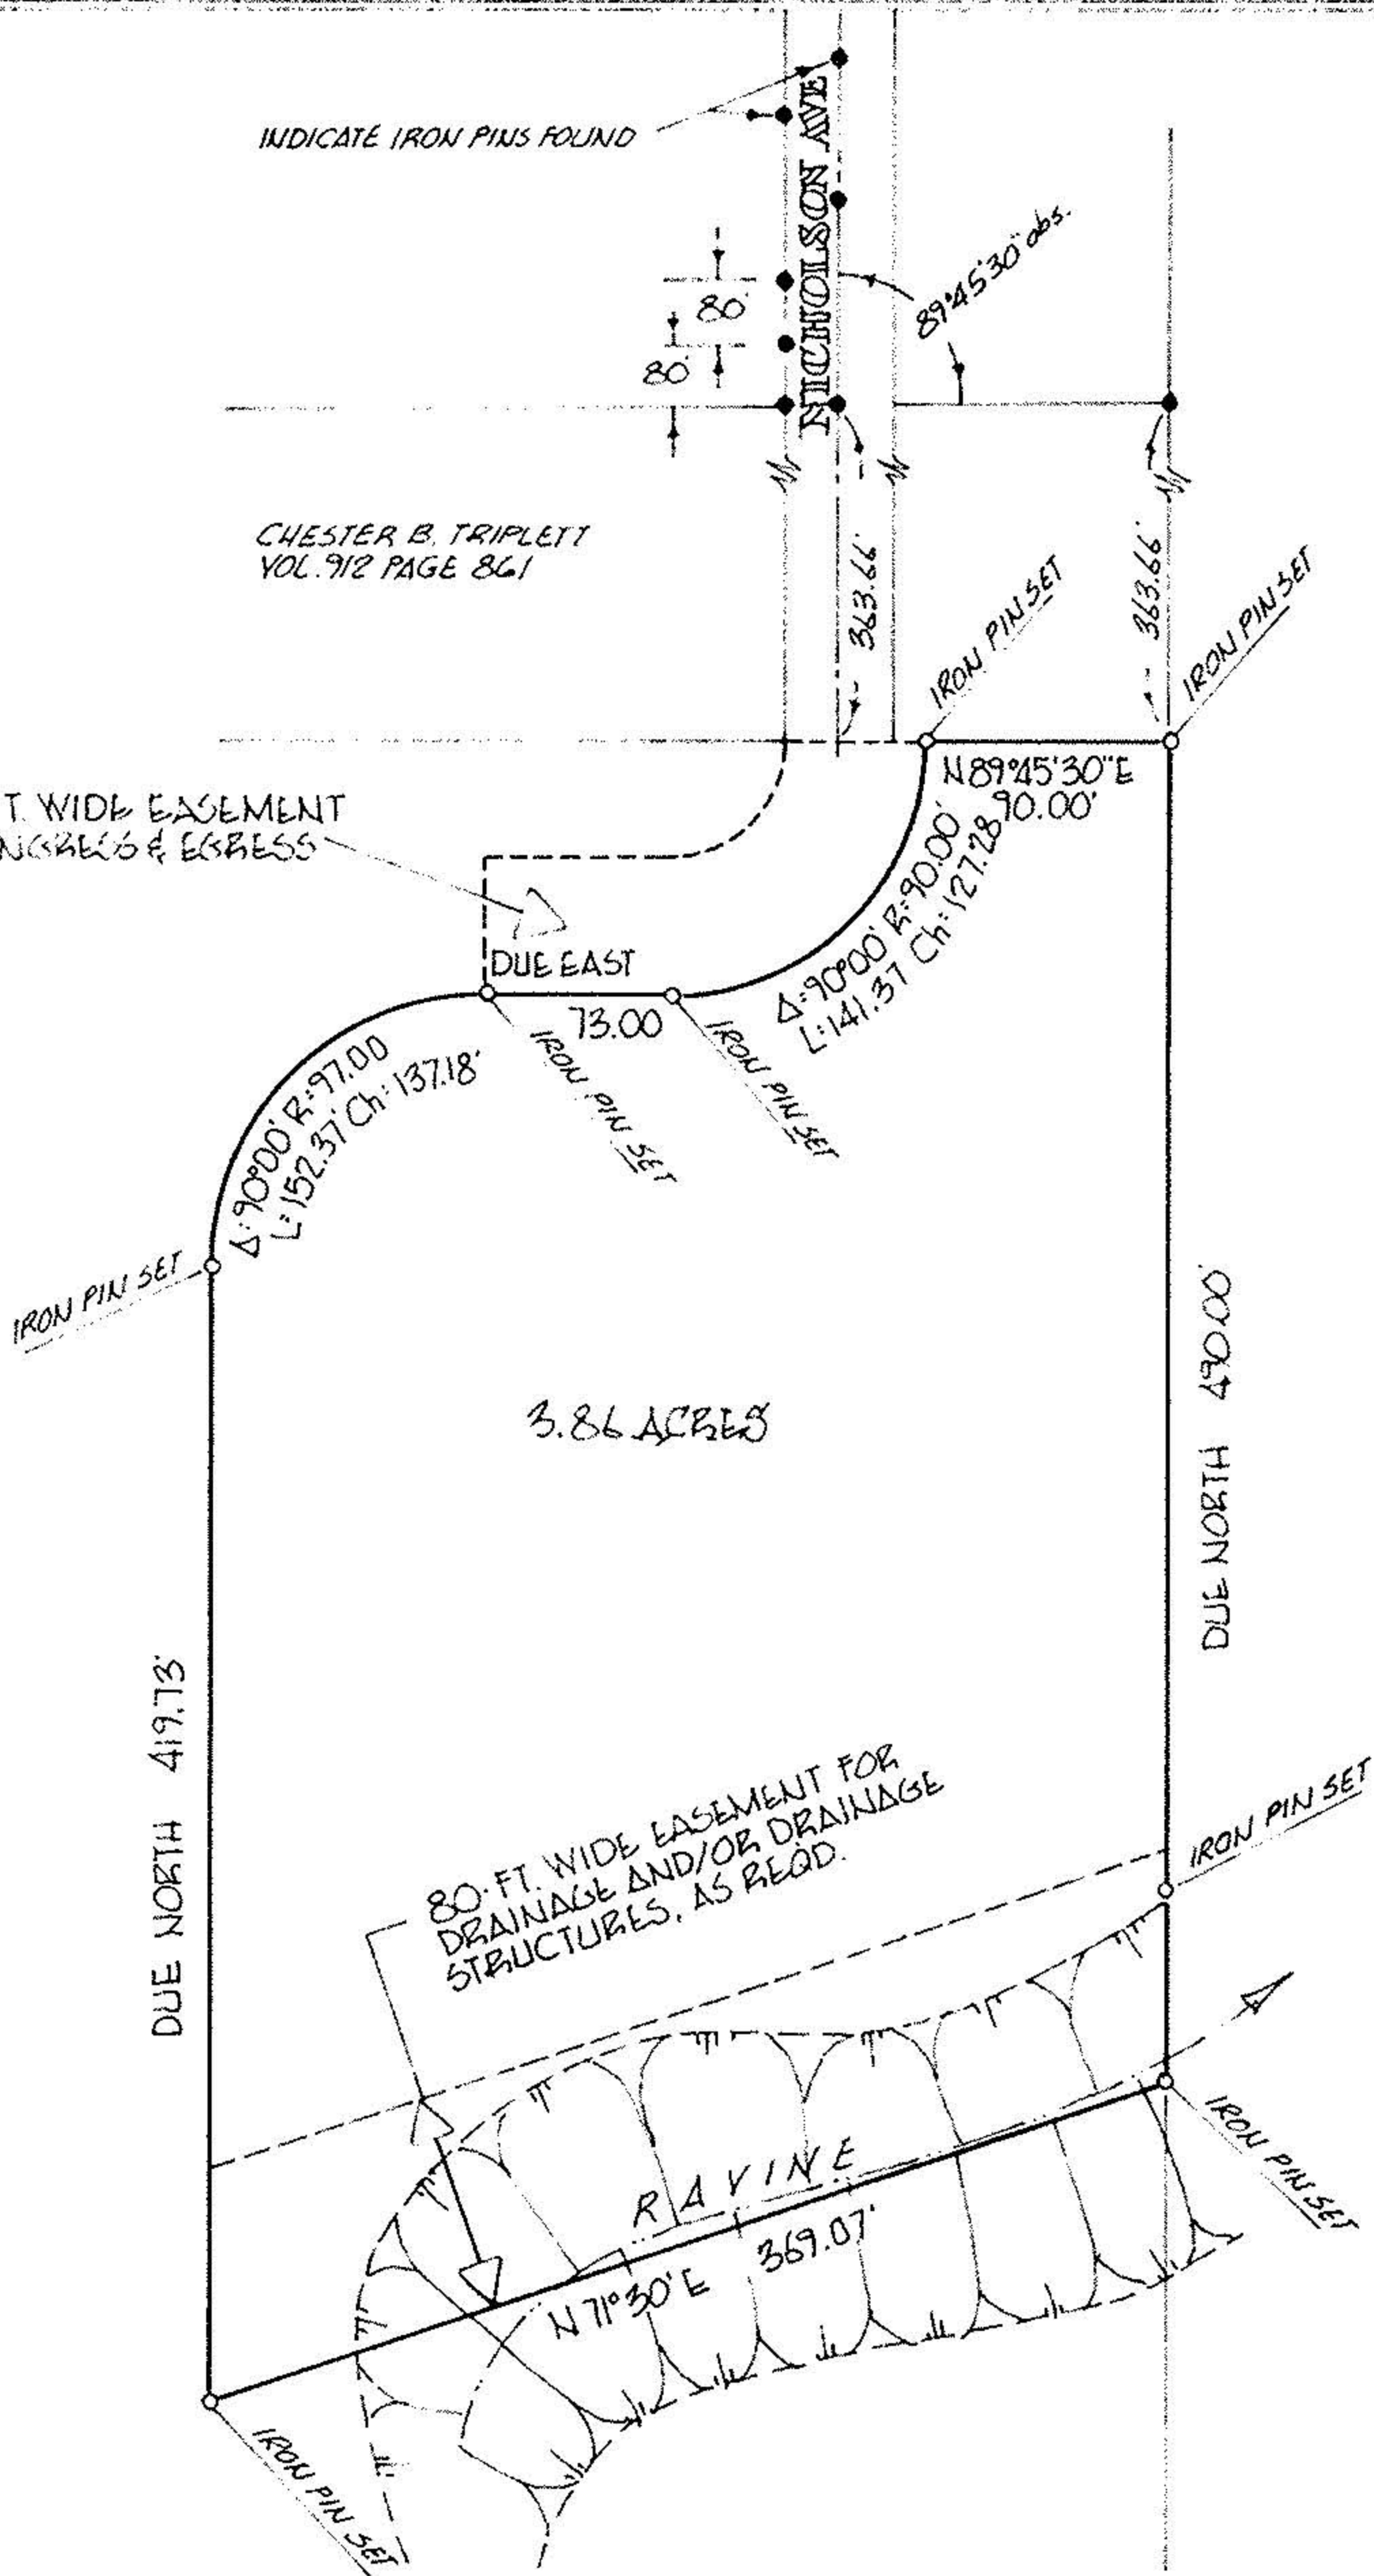 INDICATE IRON PINS FOUND
NICHOLSON AVE
89°45'30" obs.
80'
80'
CHESTER B. TRIPLETT
VOL. 912 PAGE 861
363.66'
363.66'
IRON PIN SET
IRON PIN SET
N 89°45'30" E
90.00'
T. WIDE EASEMENT
INGRESS & EGRESS
Δ=90°00' R=90.00'
L=141.37 Ch=127.28
DUE EAST
73.00
IRON PIN SET
IRON PIN SET
Δ=90°00' R=97.00
L=152.37' Ch=137.18'
IRON PIN SET
3.86 ACRES
DUE NORTH 490.00'
DUE NORTH 419.73'
80-FT. WIDE EASEMENT FOR
DRAINAGE AND/OR DRAINAGE
STRUCTURES, AS REQD.
IRON PIN SET
RAVINE
N 71°30' E 369.07'
IRON PIN SET
IRON PIN SET